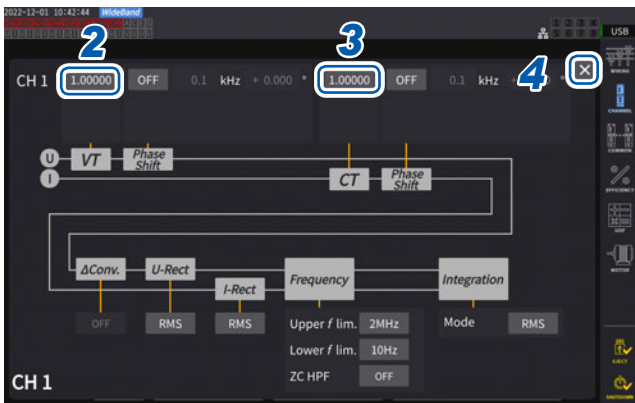 2022-12-01 10:42:44 WideBand
USB
2
3
4
CH 1 1.00000 OFF 0.1 kHz + 0.000 ° 1.00000 OFF 0.1 kHz +
WIRING
CHANNEL
COMMON
EFFICIENCY
UDF
MOTOR
U VT Phase Shift
I CT Phase Shift
ΔConv. U-Rect I-Rect Frequency Integration
OFF RMS RMS Upper f lim. 2MHz Mode RMS
Lower f lim. 10Hz
ZC HPF OFF
CH 1
EJECT
SHUTDOWN